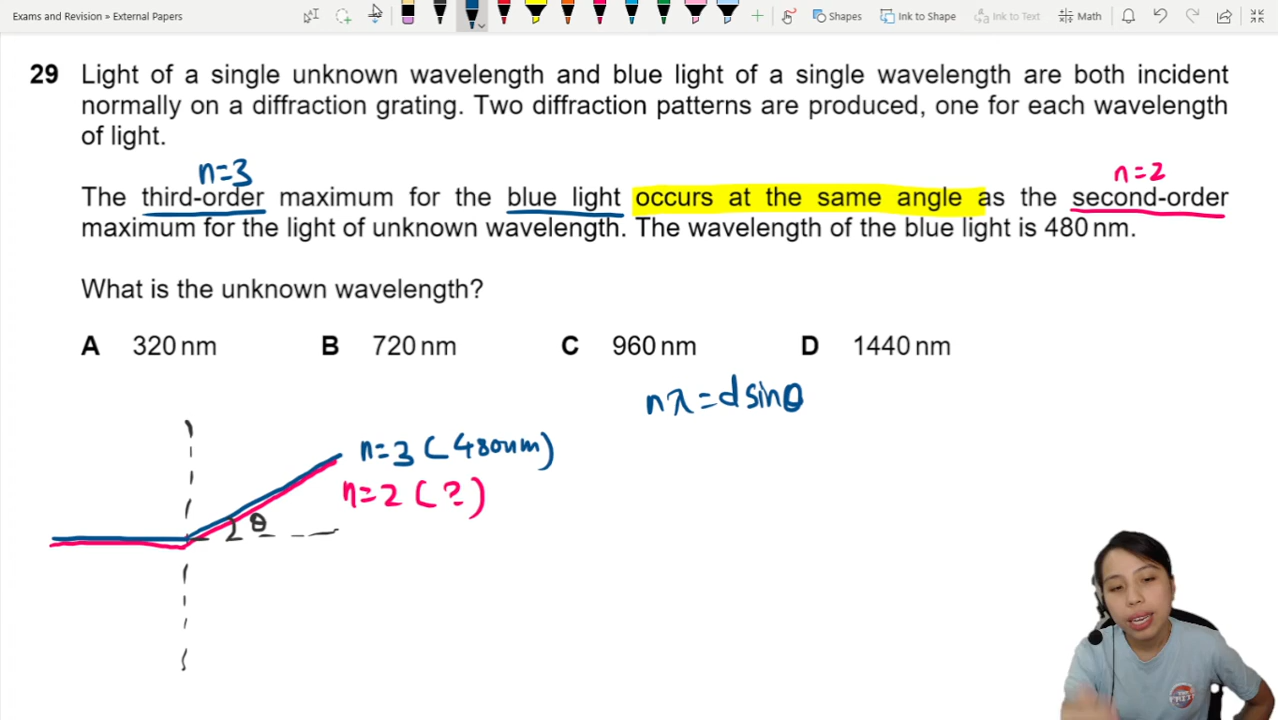 Exams and Revision » External Papers
Shapes
Ink to Shape
Ink to Text
Math
29 Light of a single unknown wavelength and blue light of a single wavelength are both incident
normally on a diffraction grating. Two diffraction patterns are produced, one for each wavelength
of light.
n=3
n=2
The third-order maximum for the blue light occurs at the same angle as the second-order
maximum for the light of unknown wavelength. The wavelength of the blue light is 480 nm.
What is the unknown wavelength?
A 320 nm B 720 nm C 960 nm D 1440 nm
nλ = d sinθ
n=3 (480nm)
n=2 (?)
θ